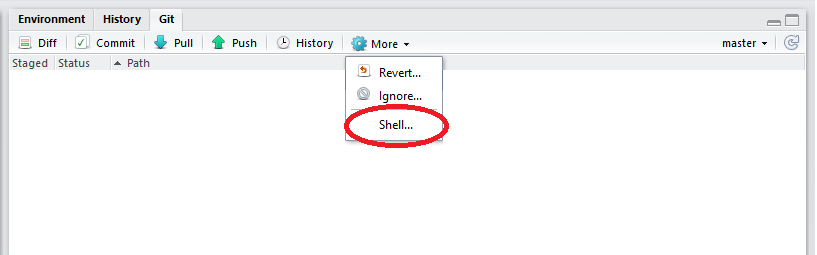 Environment History Git
Diff Commit Pull Push History More master
Staged Status Path
Revert...
Ignore...
Shell...